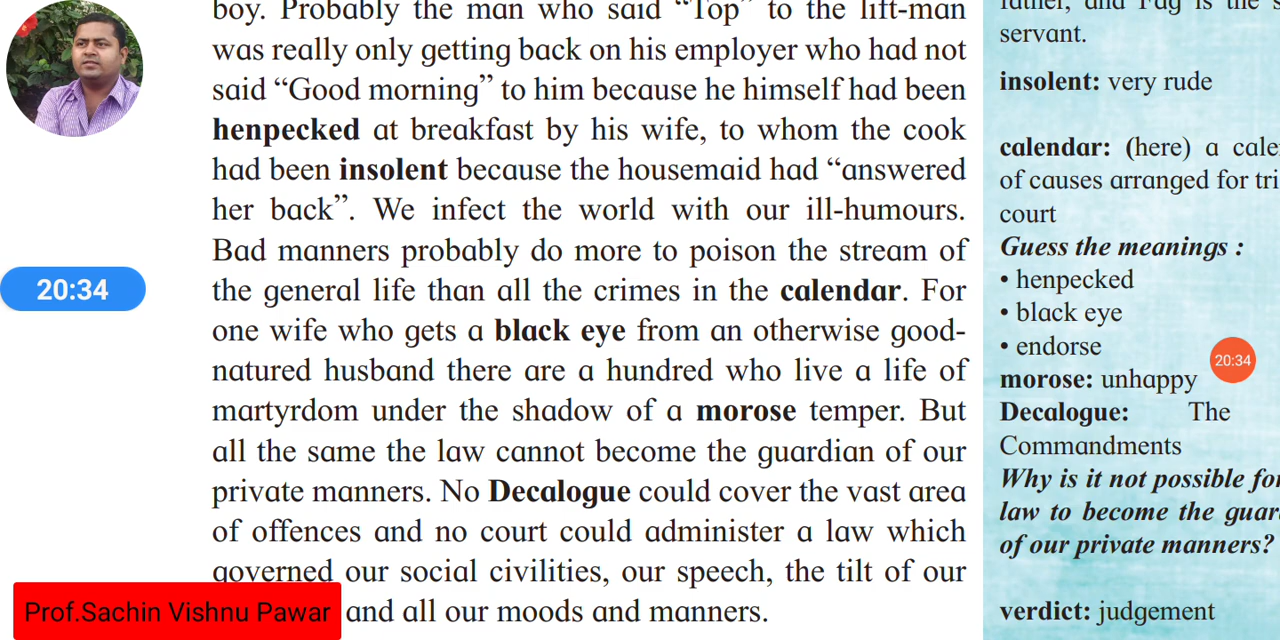 boy. Probably the man who said “Top” to the lift-man
was really only getting back on his employer who had not
said “Good morning” to him because he himself had been
henpecked at breakfast by his wife, to whom the cook
had been insolent because the housemaid had “answered
her back”. We infect the world with our ill-humours.
Bad manners probably do more to poison the stream of
the general life than all the crimes in the calendar. For
one wife who gets a black eye from an otherwise good-
natured husband there are a hundred who live a life of
martyrdom under the shadow of a morose temper. But
all the same the law cannot become the guardian of our
private manners. No Decalogue could cover the vast area
of offences and no court could administer a law which
governed our social civilities, our speech, the tilt of our
and all our moods and manners.
father, and Fag is the s
servant.
insolent: very rude
calendar: (here) a cale
of causes arranged for tri
court
Guess the meanings :
• henpecked
• black eye
• endorse
morose: unhappy
Decalogue: The
Commandments
Why is it not possible for
law to become the guar
of our private manners?
verdict: judgement
20:34
20:34
Prof.Sachin Vishnu Pawar